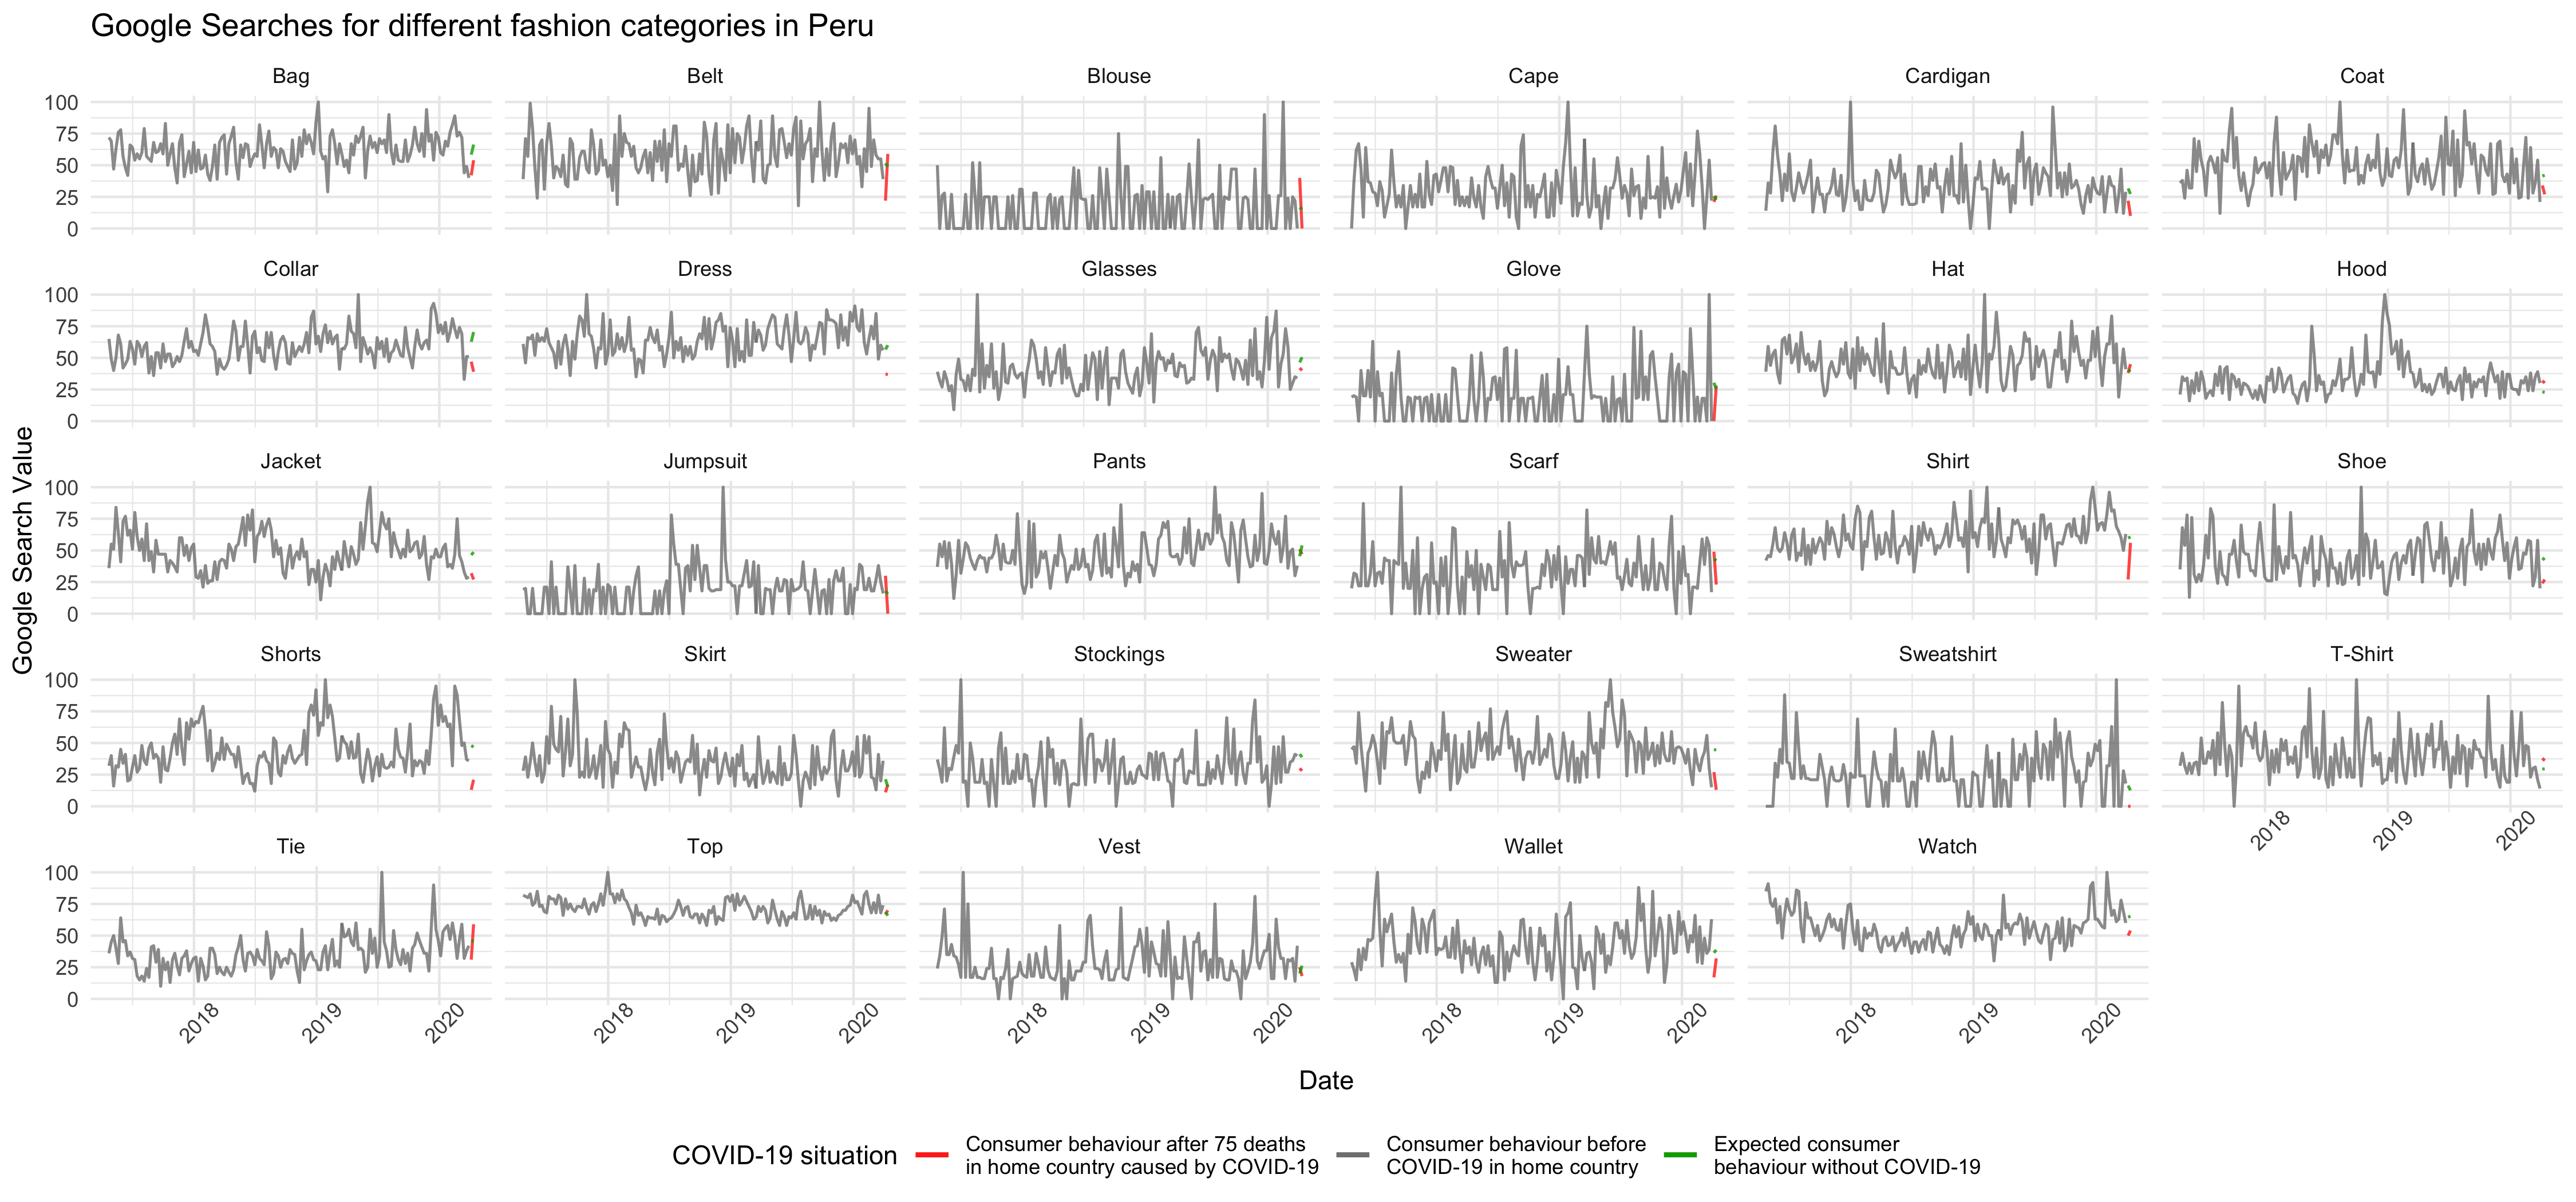 Google Searches for different fashion categories in Peru
Bag Belt Blouse Cape Cardigan Coat
100
75
50
25
0
Collar Dress Glasses Glove Hat Hood
100
75
50
25
0
Google Search Value
Jacket Jumpsuit Pants Scarf Shirt Shoe
100
75
50
25
0
Shorts Skirt Stockings Sweater Sweatshirt T-Shirt
100
75
50
25
0
2018 2019 2020
Tie Top Vest Wallet Watch
100
75
50
25
0
2018 2019 2020 2018 2019 2020 2018 2019 2020 2018 2019 2020 2018 2019 2020
Date
COVID-19 situation
Consumer behaviour after 75 deaths
in home country caused by COVID-19
Consumer behaviour before
COVID-19 in home country
Expected consumer
behaviour without COVID-19